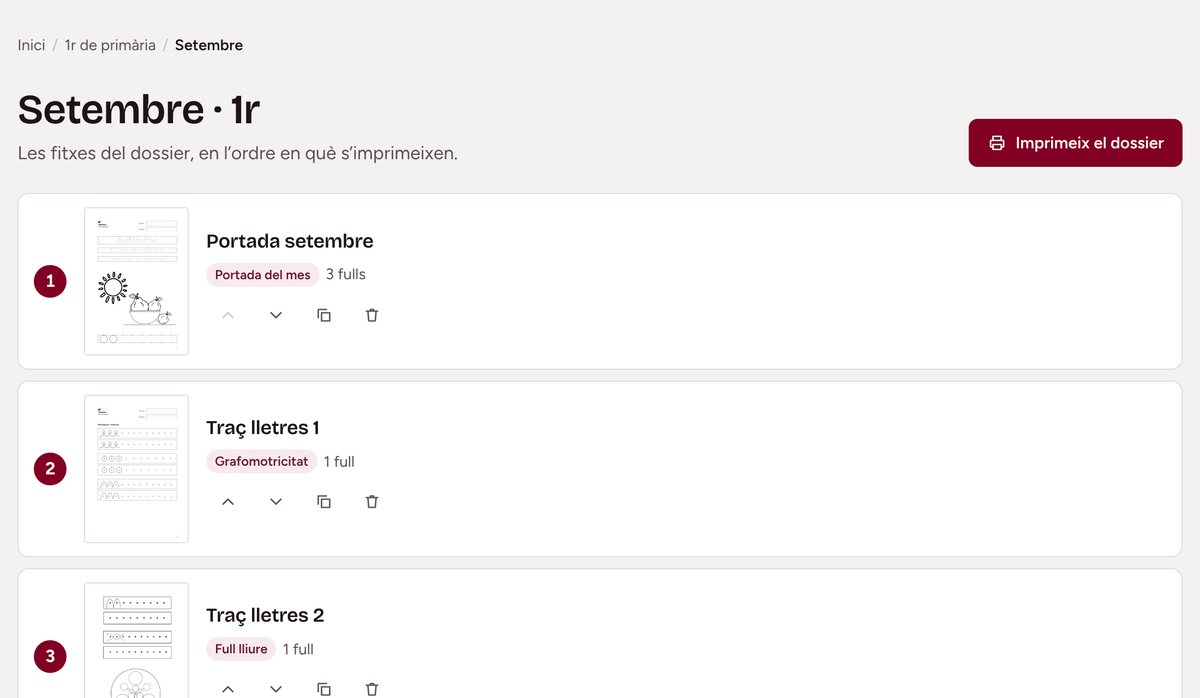 Inici / 1r de primària / Setembre
Setembre · 1r
Les fitxes del dossier, en l’ordre en què s’imprimeixen.
Imprimeix el dossier
1
Portada setembre
Portada del mes 3 fulls
2
Traç lletres 1
Grafomotricitat 1 full
3
Traç lletres 2
Full lliure 1 full